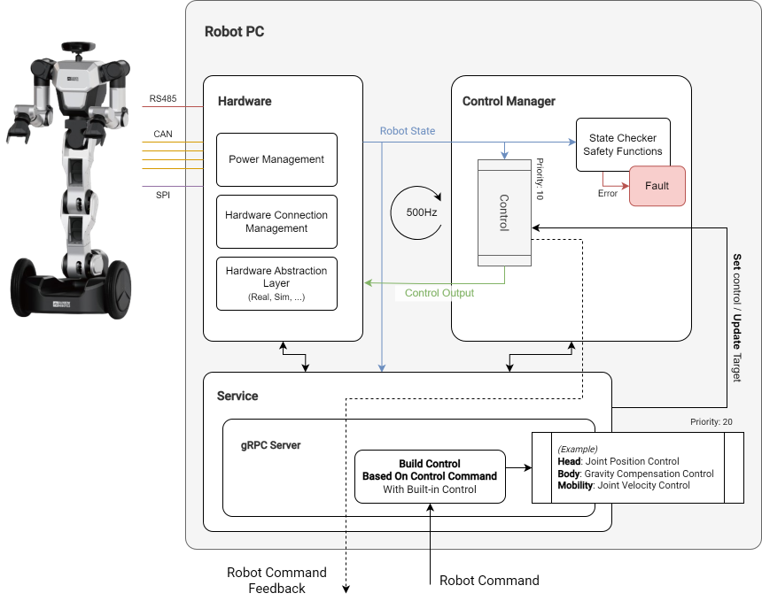 Robot PC
RS485
CAN
SPI
Hardware
Power Management
Hardware Connection
Management
Hardware Abstraction
Layer
(Real, Sim, ...)
Robot State
500Hz
Control Output
Control Manager
Control
Priority: 10
State Checker
Safety Functions
Error
Fault
Set control / Update Target
Service
gRPC Server
Build Control
Based On Control Command
With Built-in Control
Priority: 20
(Example)
Head: Joint Position Control
Body: Gravity Compensation Control
Mobility: Joint Velocity Control
Robot Command
Feedback
Robot Command